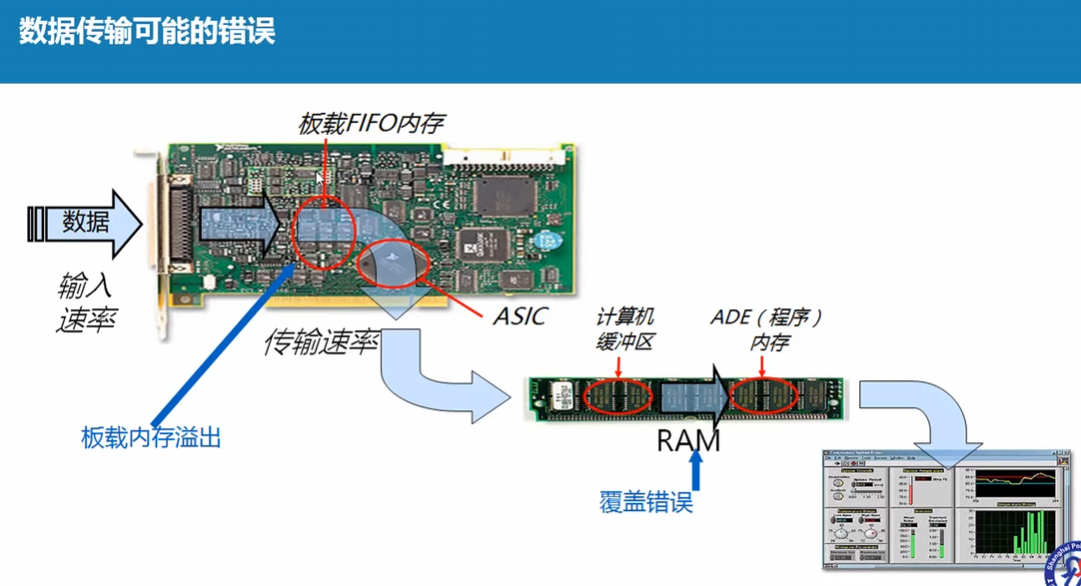 数据传输可能的错误
板载FIFO内存
数据
输入
速率
ASIC
传输速率
计算机
缓冲区
ADE（程序）
内存
板载内存溢出
RAM
覆盖错误
Shanghai Po